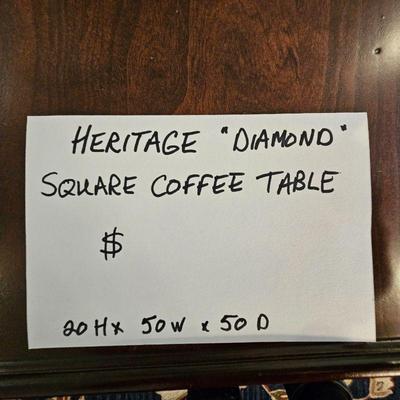 HERITAGE "DIAMOND"
SQUARE COFFEE TABLE
$
20 H x 50 W x 50 D